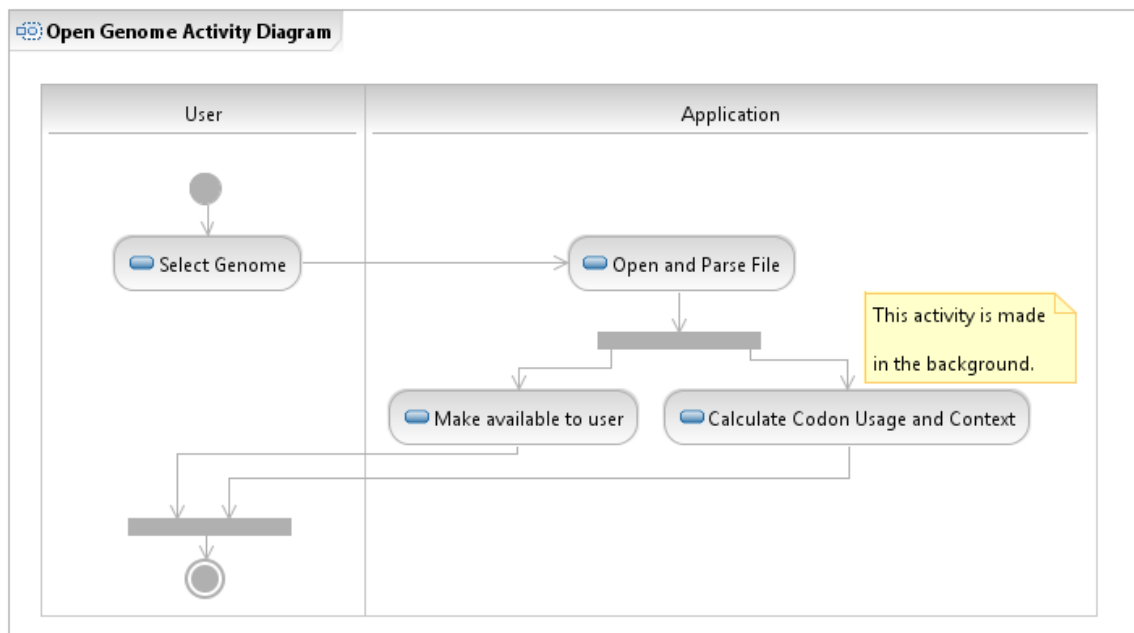 Open Genome Activity Diagram
User
Application
Select Genome
Open and Parse File
This activity is made
in the background.
Make available to user
Calculate Codon Usage and Context